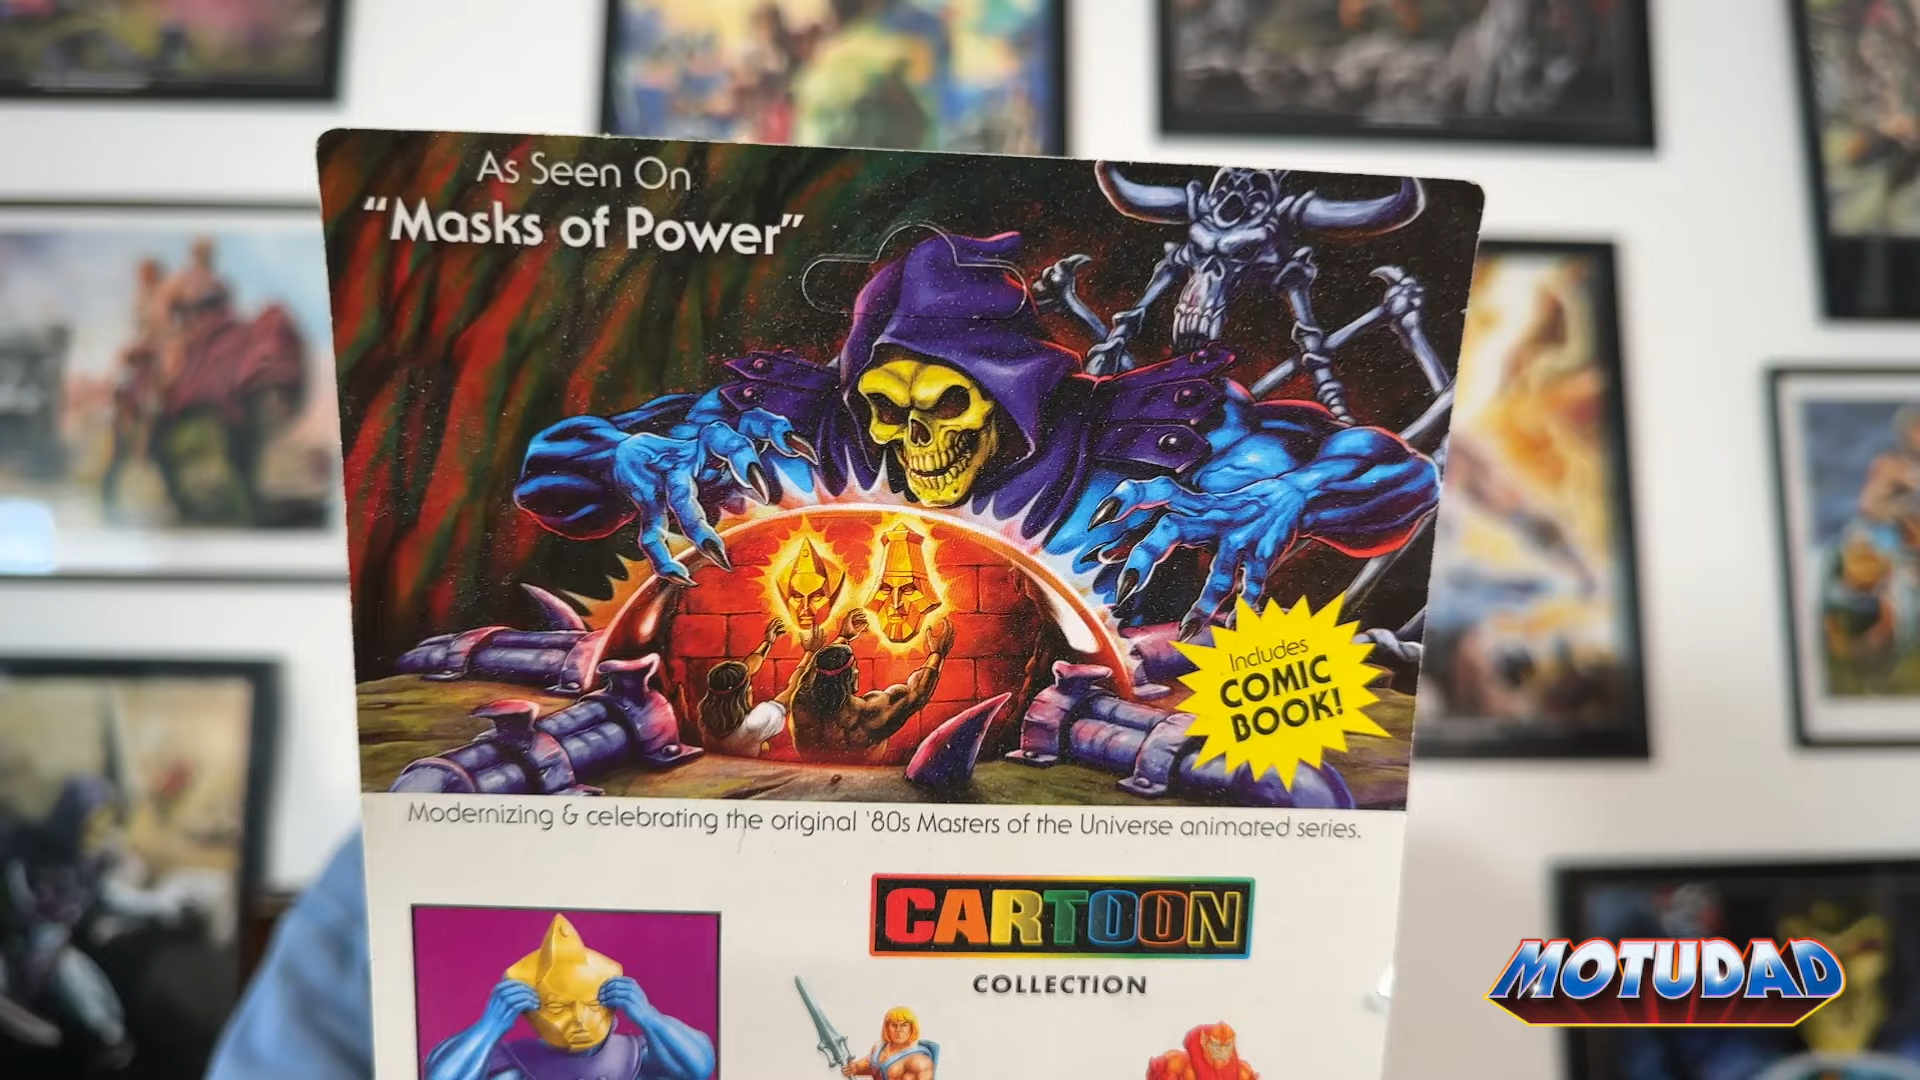 As Seen On
“Masks of Power”
Includes
COMIC
BOOK!
Modernizing & celebrating the original '80s Masters of the Universe animated series.
CARTOON
COLLECTION
MOTUDAD